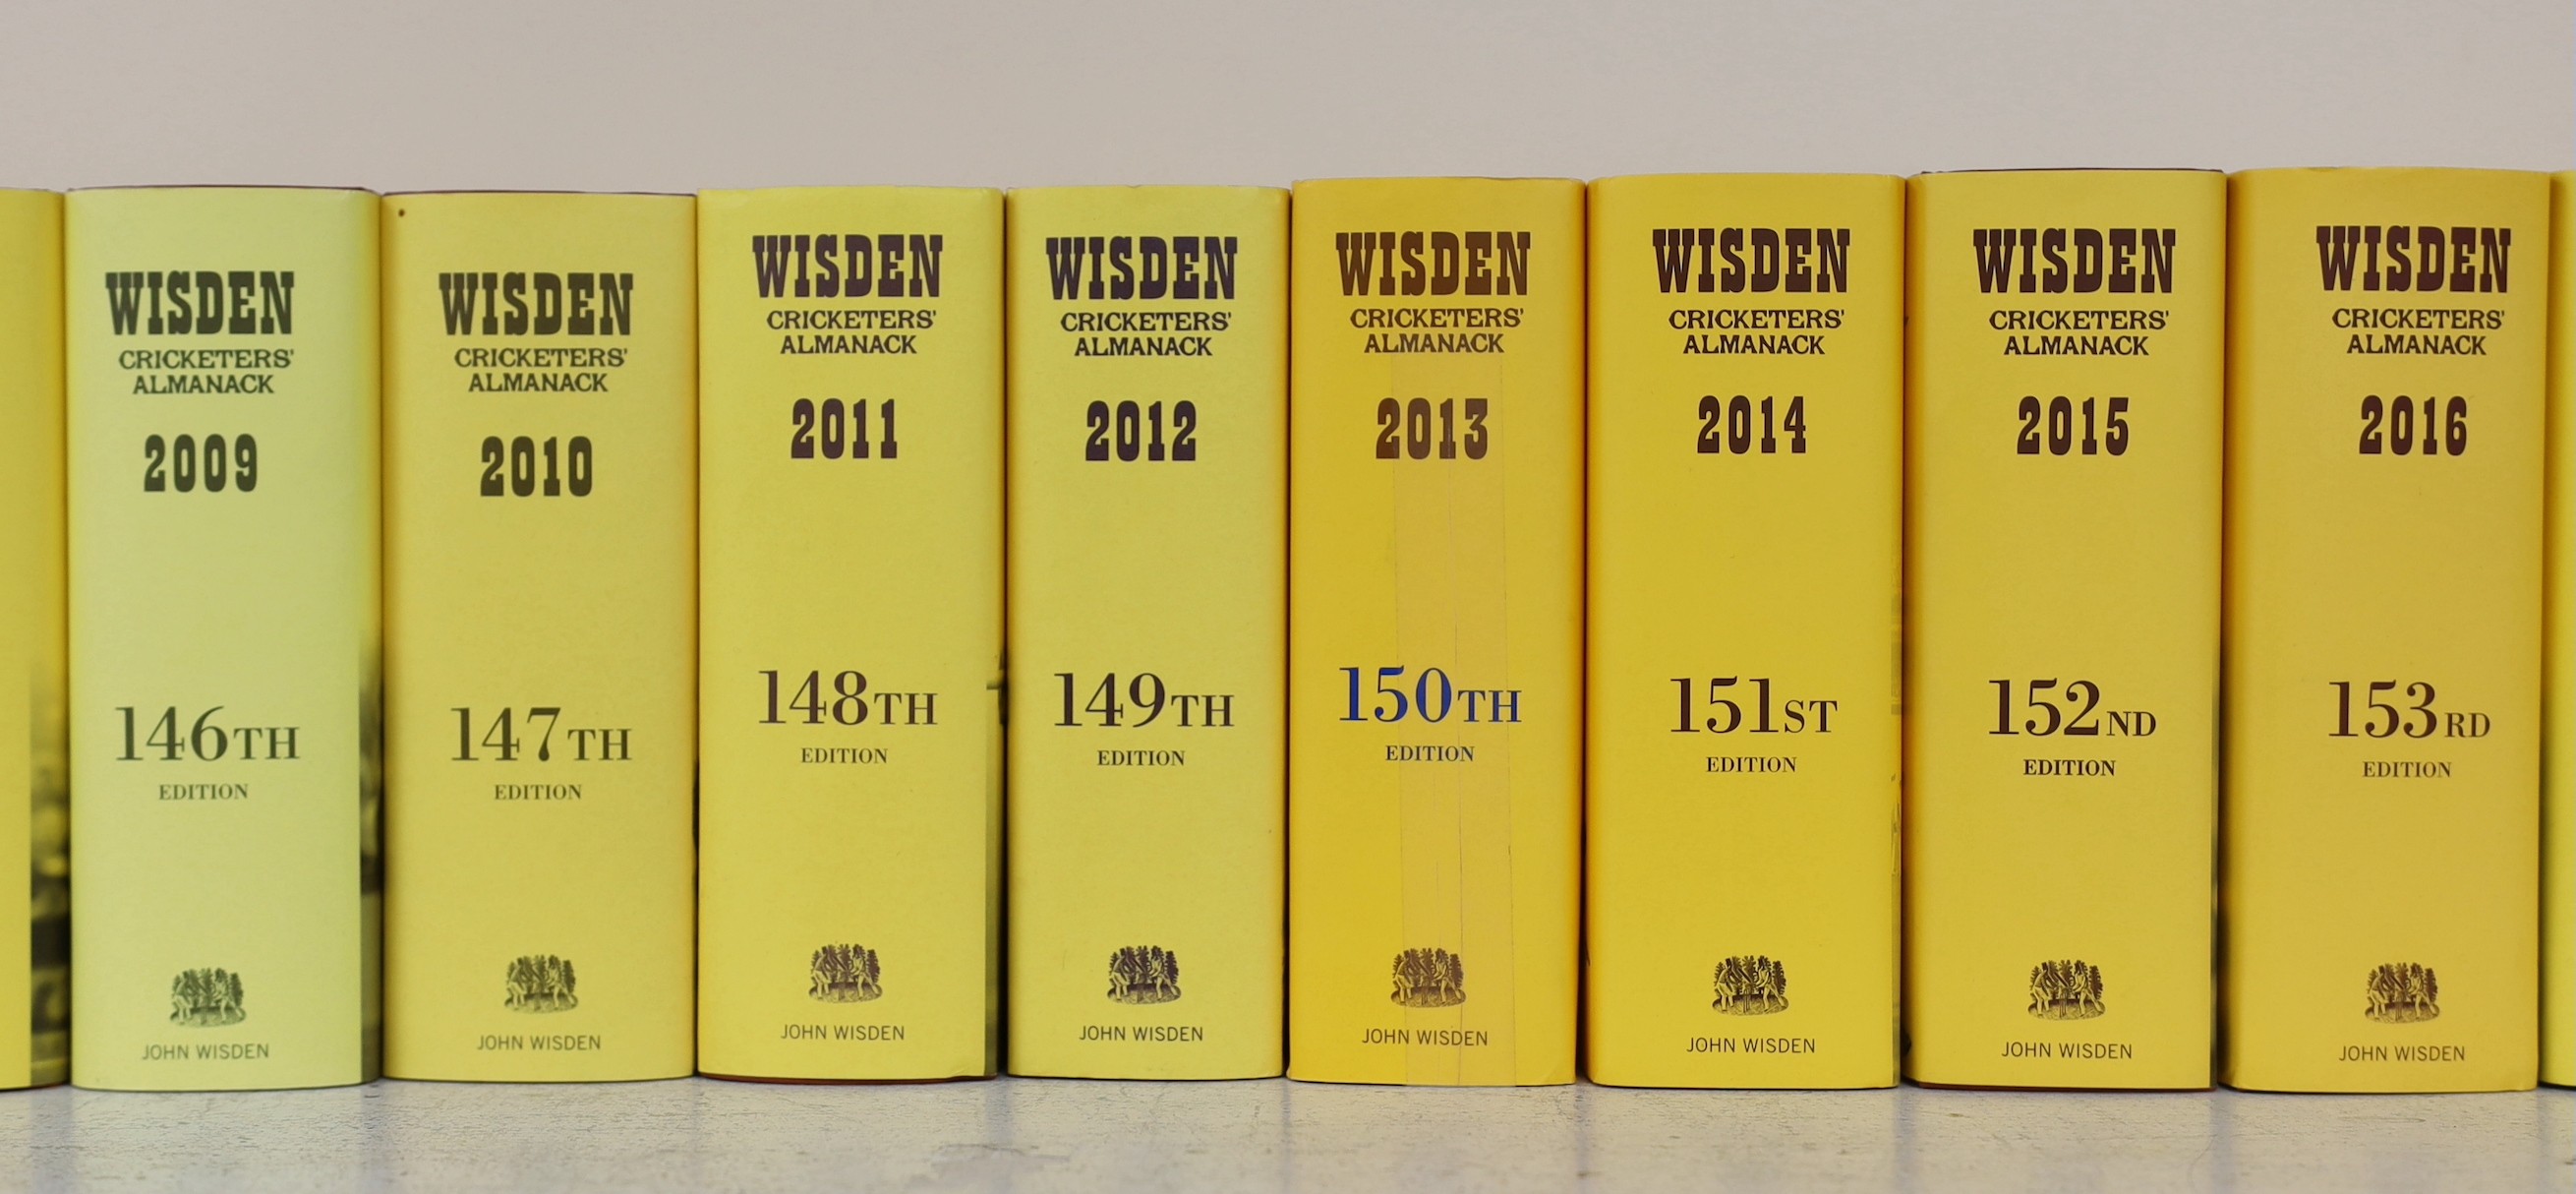 WISDEN
CRICKETERS'
ALMANACK
2009
146TH
EDITION
JOHN WISDEN
WISDEN
CRICKETERS'
ALMANACK
2010
147TH
EDITION
JOHN WISDEN
WISDEN
CRICKETERS'
ALMANACK
2011
148TH
EDITION
JOHN WISDEN
WISDEN
CRICKETERS'
ALMANACK
2012
149TH
EDITION
JOHN WISDEN
WISDEN
CRICKETERS'
ALMANACK
2013
150TH
EDITION
JOHN WISDEN
WISDEN
CRICKETERS'
ALMANACK
2014
151ST
EDITION
JOHN WISDEN
WISDEN
CRICKETERS'
ALMANACK
2015
152ND
EDITION
JOHN WISDEN
WISDEN
CRICKETERS'
ALMANACK
2016
153RD
EDITION
JOHN WISDEN